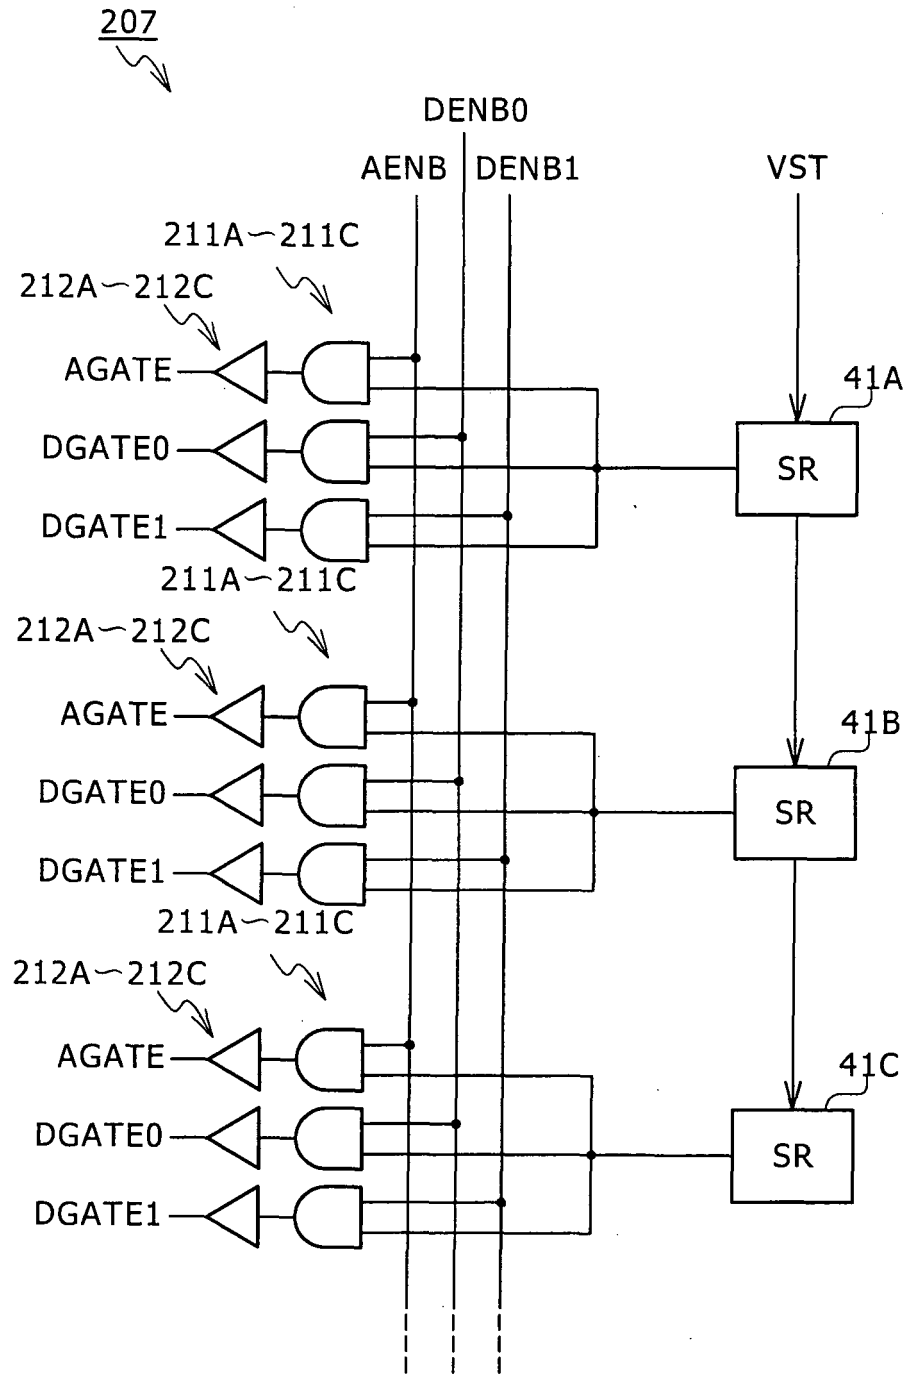 207
DENB0
AENB
DENB1
VST
211A~211C
212A~212C
AGATE
41A
DGATE0
SR
DGATE1
211A~211C
212A~212C
AGATE
41B
DGATE0
SR
DGATE1
211A~211C
212A~212C
AGATE
41C
DGATE0
SR
DGATE1